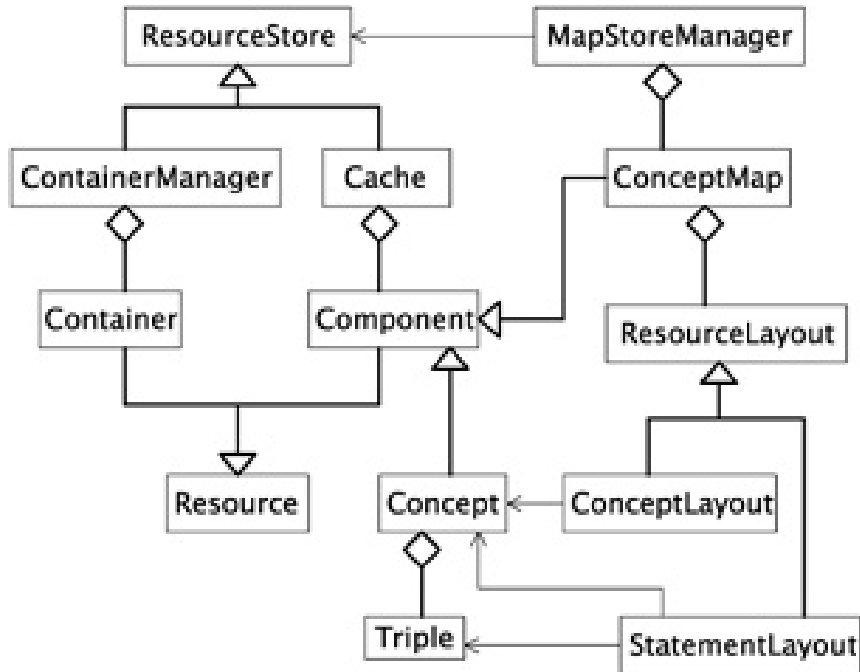 ResourceStore
MapStoreManager
ContainerManager
Cache
ConceptMap
Container
Component
ResourceLayout
Resource
Concept
ConceptLayout
Triple
StatementLayout